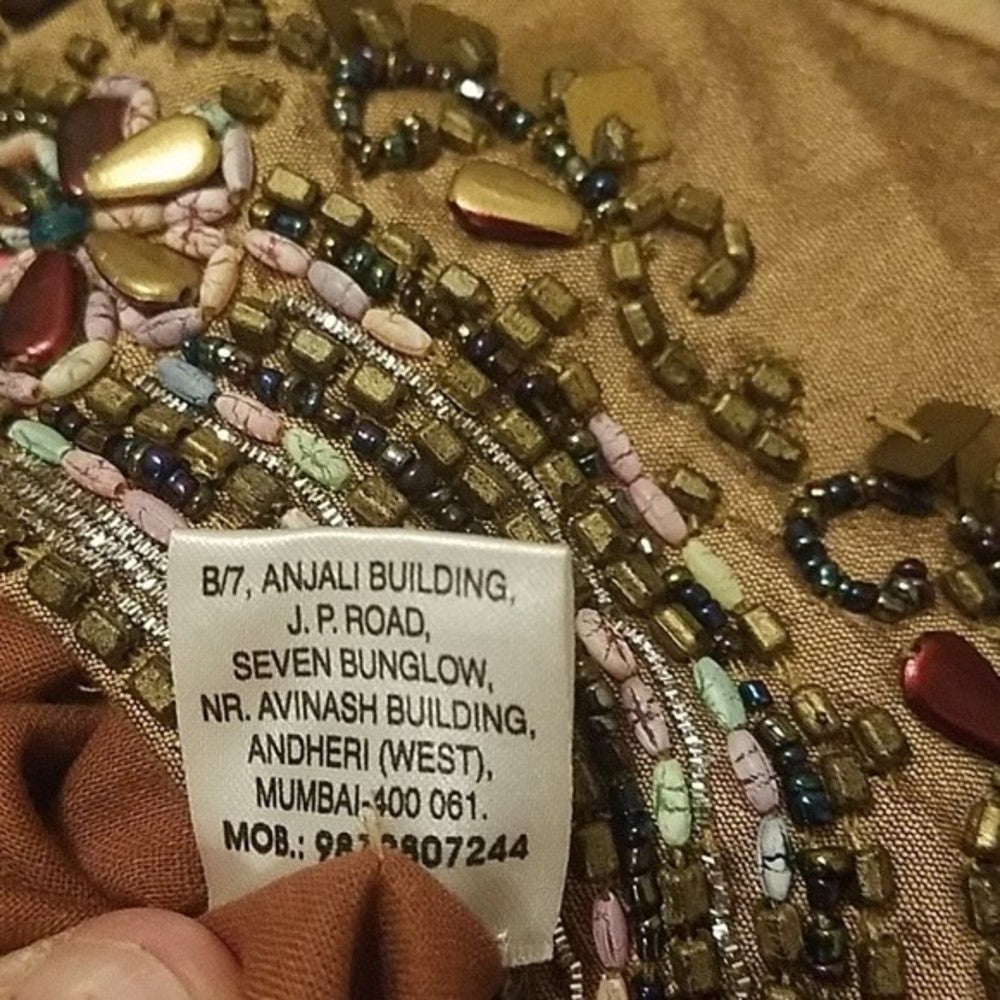 B/7, ANJALI BUILDING,
J. P. ROAD,
SEVEN BUNGLOW,
NR. AVINASH BUILDING,
ANDHERI (WEST),
MUMBAI-400 061.
MOB.: